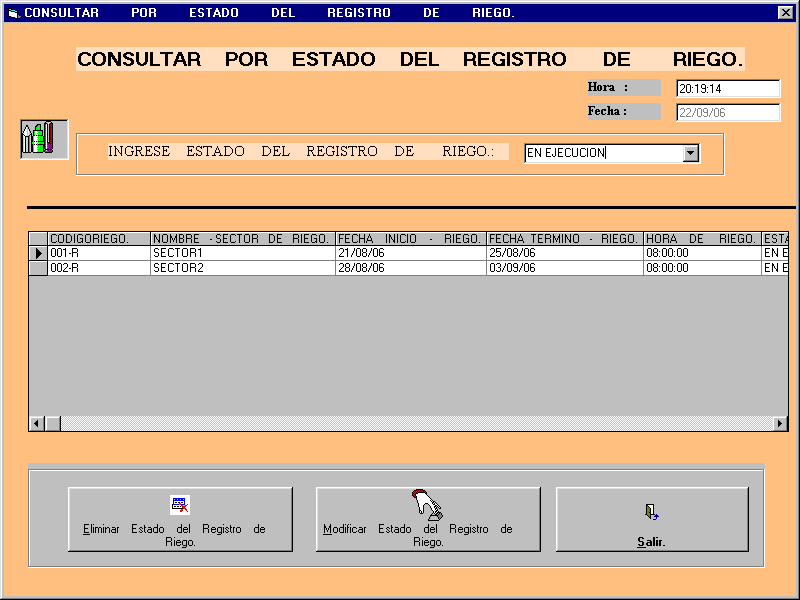 CONSULTAR POR ESTADO DEL REGISTRO DE RIEGO.
CONSULTAR POR ESTADO DEL REGISTRO DE RIEGO.
Hora : 20:19:14
Fecha : 22/09/06
INGRESE ESTADO DEL REGISTRO DE RIEGO.: EN EJECUCION
CODIGORIEGO. NOMBRE - SECTOR DE RIEGO. FECHA INICIO - RIEGO. FECHA TERMINO - RIEGO. HORA DE RIEGO. ESTA
001-R SECTOR1 21/08/06 25/08/06 08:00:00 EN E
002-R SECTOR2 28/08/06 03/09/06 08:00:00 EN E
Eliminar Estado del Registro de
Riego.
Modificar Estado del Registro de
Riego.
Salir.